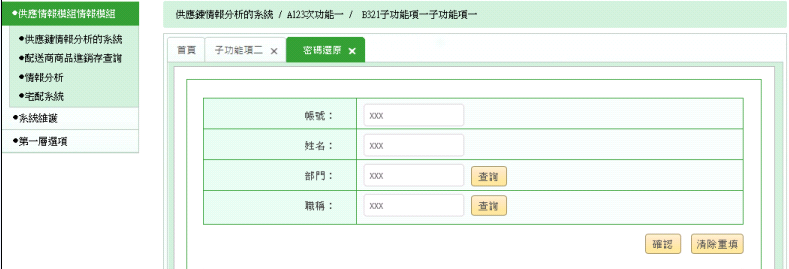 ●供應情報模組情報模組
●供應鏈情報分析的系統
●配送商商品進銷存查詢
●情報分析
●宅配系統
●系統維護
●第一層選項
供應鏈情報分析的系統 / A123次功能一 / B321子功能項一子功能項一
首頁 子功能項二 × 密碼還原 ×
帳號： XXX
姓名： XXX
部門： XXX 查詢
職稱： XXX 查詢
確認 清除重填